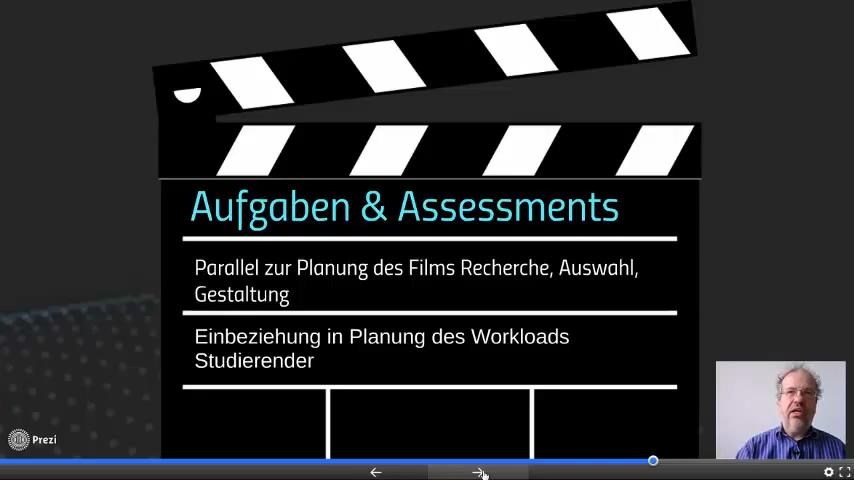 Aufgaben & Assessments
Parallel zur Planung des Films Recherche, Auswahl,
Gestaltung
Einbeziehung in Planung des Workloads
Studierender
Prezi